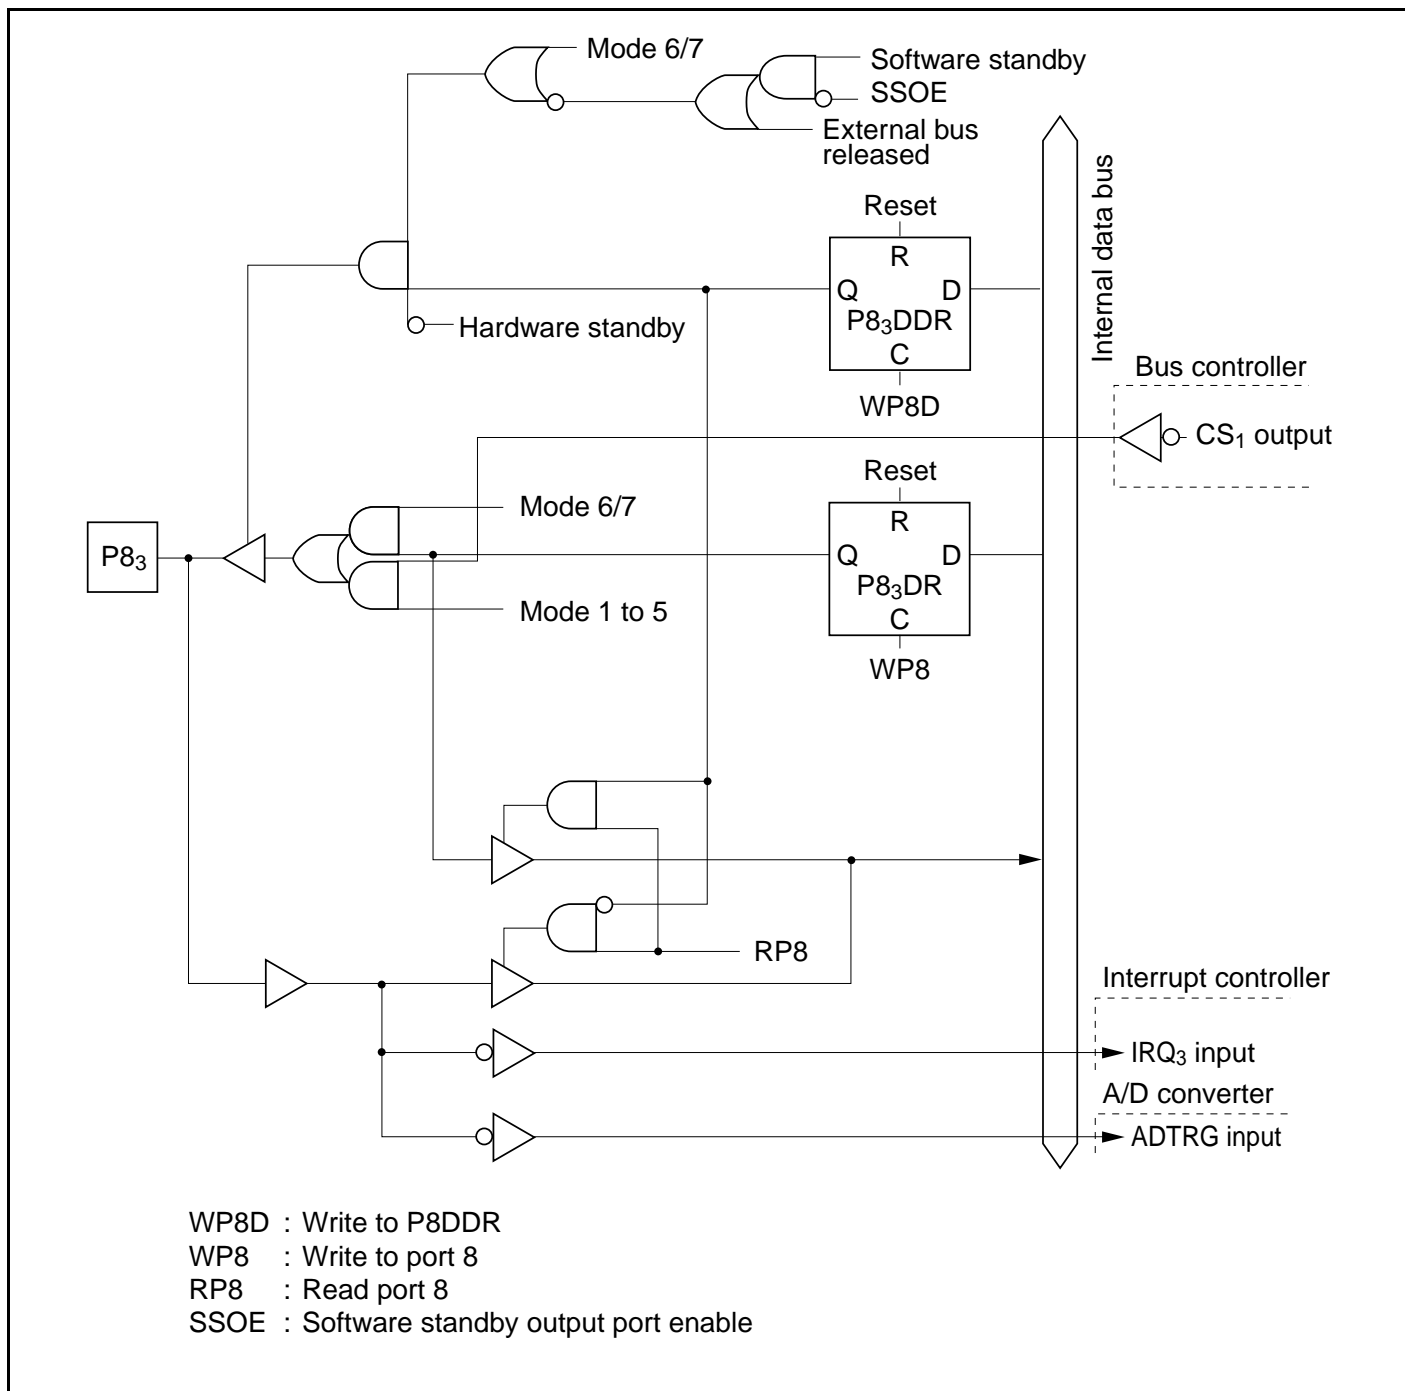 Mode 6/7
Software standby
SSOE
External bus
released
Reset
R
Q D
P8₃DDR
C
WP8D
Hardware standby
Internal data bus
Bus controller
CS₁ output
Reset
R
Q D
P8₃DR
C
WP8
Mode 6/7
P8₃
Mode 1 to 5
RP8
Interrupt controller
IRQ₃ input
A/D converter
ADTRG input
WP8D : Write to P8DDR
WP8 : Write to port 8
RP8 : Read port 8
SSOE : Software standby output port enable